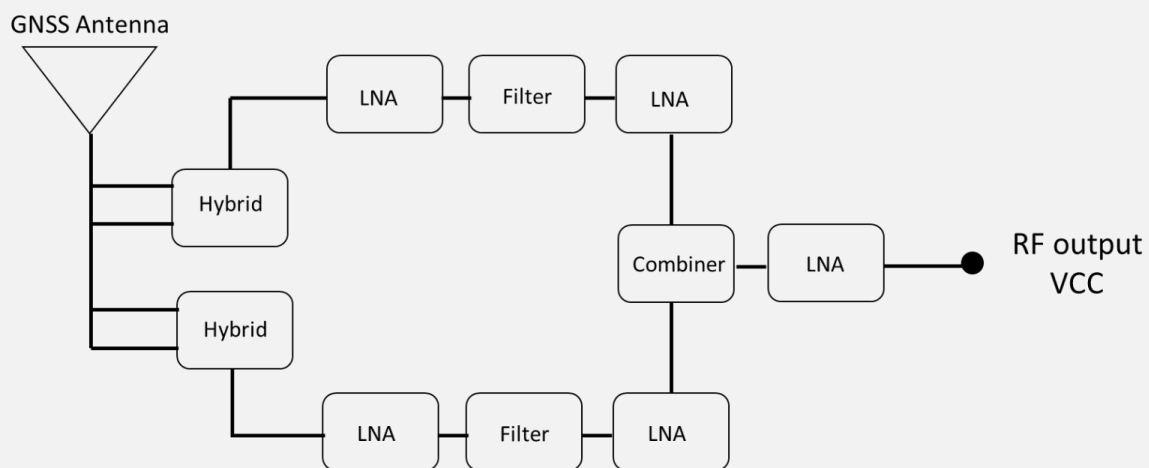 GNSS Antenna
LNA
Filter
LNA
Hybrid
Combiner
LNA
RF output
VCC
Hybrid
LNA
Filter
LNA